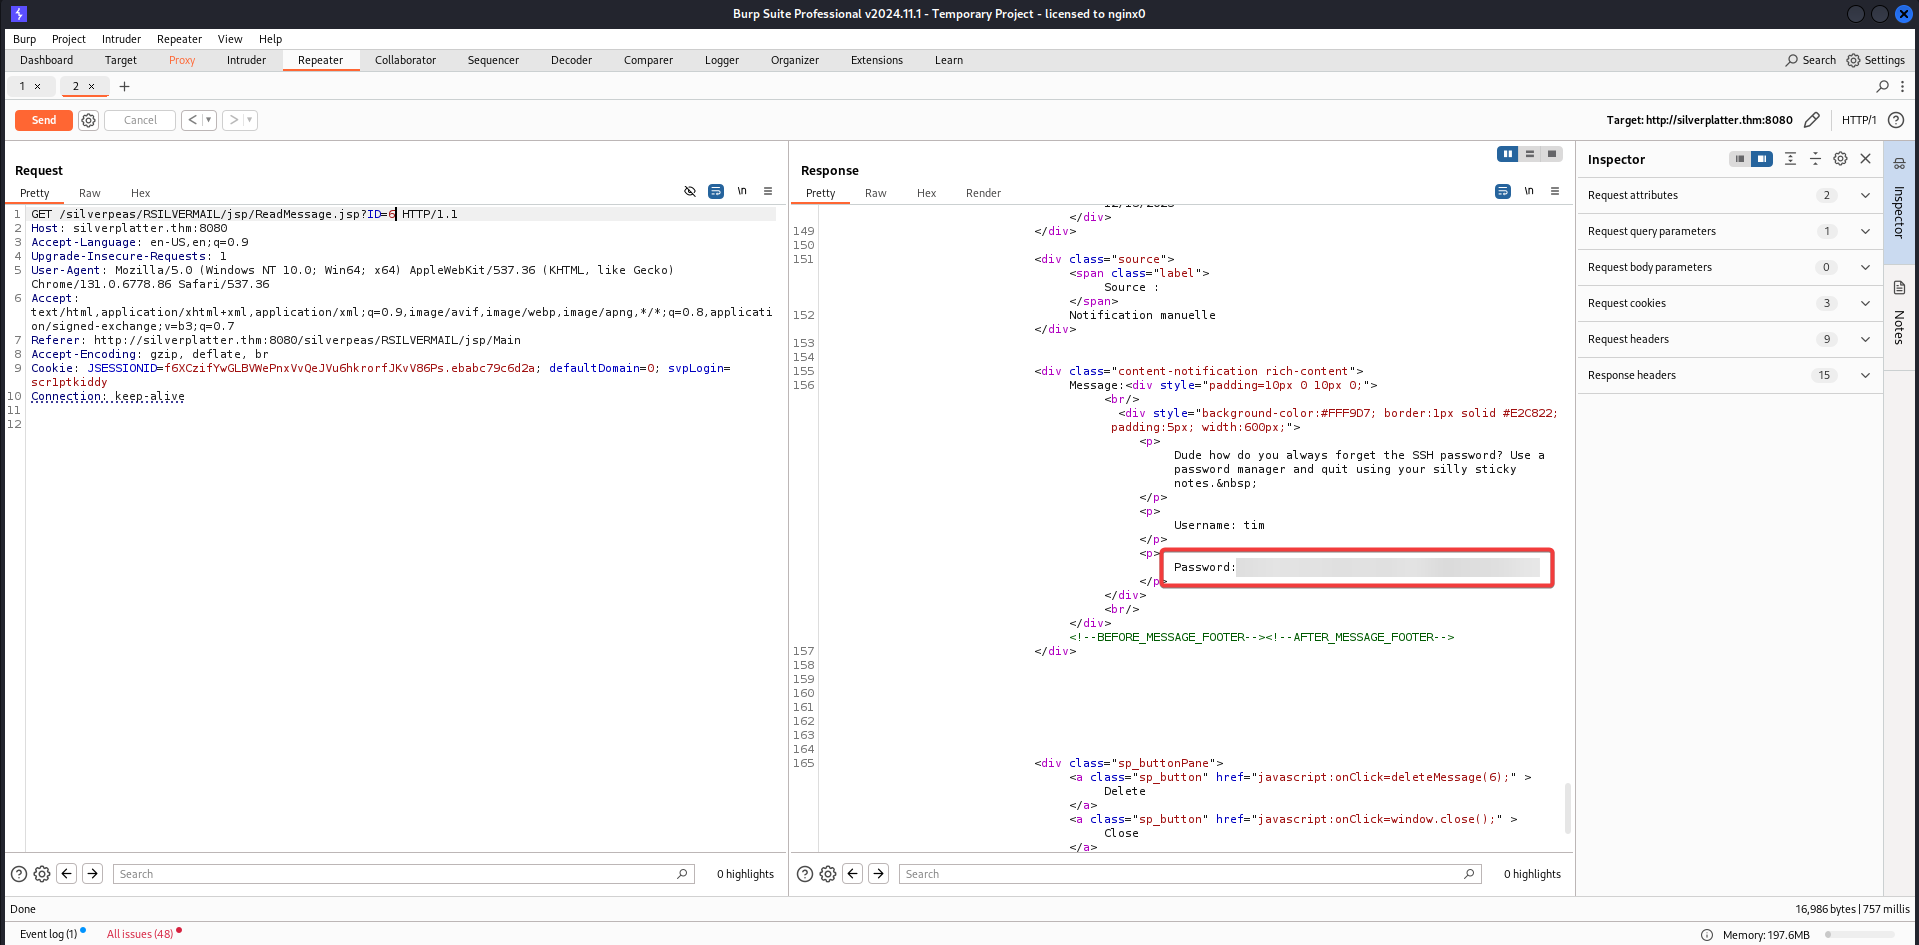 Burp Suite Professional v2024.11.1 - Temporary Project - licensed to nginx0
Burp Project Intruder Repeater View Help
Dashboard Target Proxy Intruder Repeater Collaborator Sequencer Decoder Comparer Logger Organizer Extensions Learn Search Settings
1 × 2 × +
Send Cancel < > Target: http://silverplatter.thm:8080 HTTP/1
Request
Pretty Raw Hex \n
1 GET /silverpeas/RSILVERMAIL/jsp/ReadMessage.jsp?ID=6 HTTP/1.1
2 Host: silverplatter.thm:8080
3 Accept-Language: en-US,en;q=0.9
4 Upgrade-Insecure-Requests: 1
5 User-Agent: Mozilla/5.0 (Windows NT 10.0; Win64; x64) AppleWebKit/537.36 (KHTML, like Gecko)
Chrome/131.0.6778.86 Safari/537.36
6 Accept:
text/html,application/xhtml+xml,application/xml;q=0.9,image/avif,image/webp,image/apng,*/*;q=0.8,applicati
on/signed-exchange;v=b3;q=0.7
7 Referer: http://silverplatter.thm:8080/silverpeas/RSILVERMAIL/jsp/Main
8 Accept-Encoding: gzip, deflate, br
9 Cookie: JSESSIONID=f6XCzifYwGLBVWePnxVvQeJVu6hkrorfJKvV86Ps.ebabc79c6d2a; defaultDomain=0; svpLogin=
scr1ptkiddy
10 Connection: keep-alive
11
12
Response
Pretty Raw Hex Render \n
12/13/2023
</div>
149 </div>
150
151 <div class="source">
<span class="label">
Source :
</span>
152 Notification manuelle
</div>
153
154
155 <div class="content-notification rich-content">
156 Message:<div style="padding=10px 0 10px 0;">
<br/>
<div style="background-color:#FFF9D7; border:1px solid #E2C822;
padding:5px; width:600px;">
<p>
Dude how do you always forget the SSH password? Use a
password manager and quit using your silly sticky
notes.&nbsp;
</p>
<p>
Username: tim
</p>
<p>
Password:
</p>
</div>
<br/>
</div>
<!--BEFORE_MESSAGE_FOOTER--><!--AFTER_MESSAGE_FOOTER-->
157 </div>
158
159
160
161
162
163
164
165 <div class="sp_buttonPane">
<a class="sp_button" href="javascript:onClick=deleteMessage(6);" >
Delete
</a>
<a class="sp_button" href="javascript:onClick=window.close();" >
Close
</a>
Inspector
Request attributes 2
Request query parameters 1
Request body parameters 0
Request cookies 3
Request headers 9
Response headers 15
Inspector
Notes
Search 0 highlights
Search 0 highlights
Done 16,986 bytes | 757 millis
Event log (1) All issues (48) Memory: 197.6MB